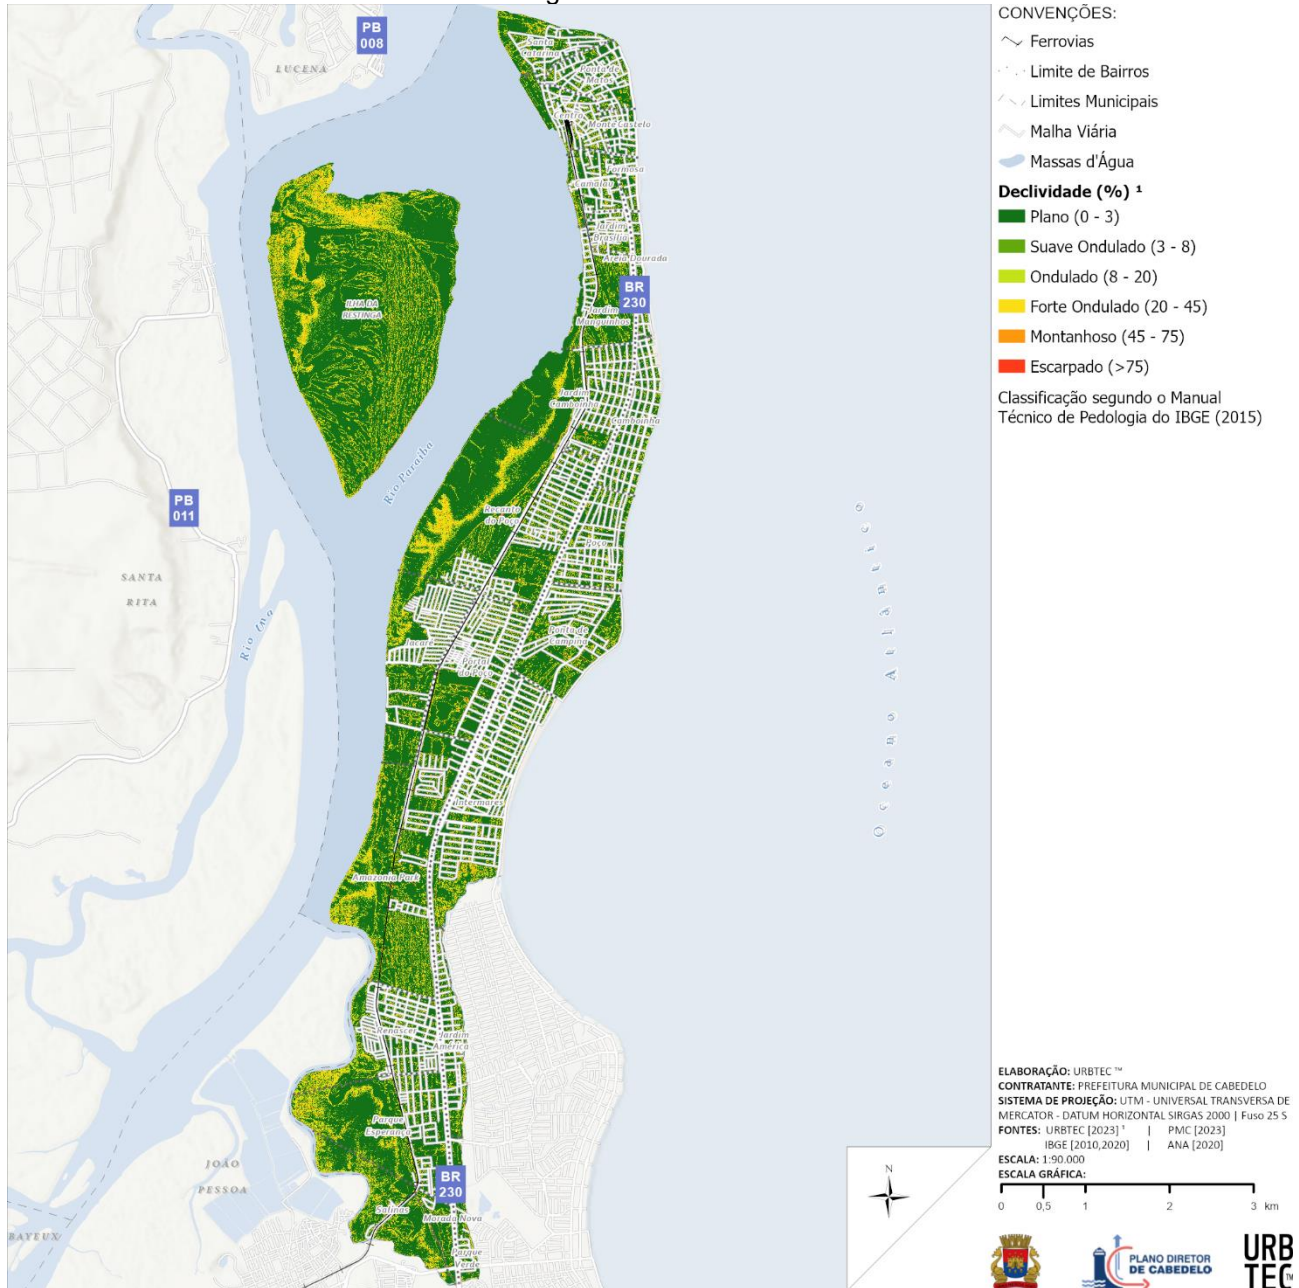 PB
008
LUCENA
Santa
Catarina
Ponta de
Matos
Centro
Monte Castelo
Formosa
Camalaú
Jardim
Brasília
Areia Dourada
BR
230
ILHA DA
RESTINGA
Jardim
Manguinhos
Jardim
Camboinha
Camboinha
Rio Paraíba
PB
011
Recanto
do Poço
Poço
SANTA
RITA
Rio Tiva
Ponta de
Campina
Jacaré
Portal
do Poço
Oceano Atlântico
Intermares
Amazonia Park
Renascer
Jardim
América
Parque
Esperança
JOÃO
PESSOA
BR
230
Salinas
Morada Nova
BAYEUX
Parque
Verde
N
CONVENÇÕES:
Ferrovias
Limite de Bairros
Limites Municipais
Malha Viária
Massas d'Água
Declividade (%) ¹
Plano (0 - 3)
Suave Ondulado (3 - 8)
Ondulado (8 - 20)
Forte Ondulado (20 - 45)
Montanhoso (45 - 75)
Escarpado (>75)
Classificação segundo o Manual
Técnico de Pedologia do IBGE (2015)
ELABORAÇÃO: URBTEC ™
CONTRATANTE: PREFEITURA MUNICIPAL DE CABEDELO
SISTEMA DE PROJEÇÃO: UTM - UNIVERSAL TRANSVERSA DE
MERCATOR - DATUM HORIZONTAL SIRGAS 2000 | Fuso 25 S
FONTES: URBTEC [2023] ¹ | PMC [2023]
IBGE [2010,2020] | ANA [2020]
ESCALA: 1:90.000
ESCALA GRÁFICA:
0 0,5 1 2 3 km
PLANO DIRETOR
DE CABEDELO
URB
TEC™